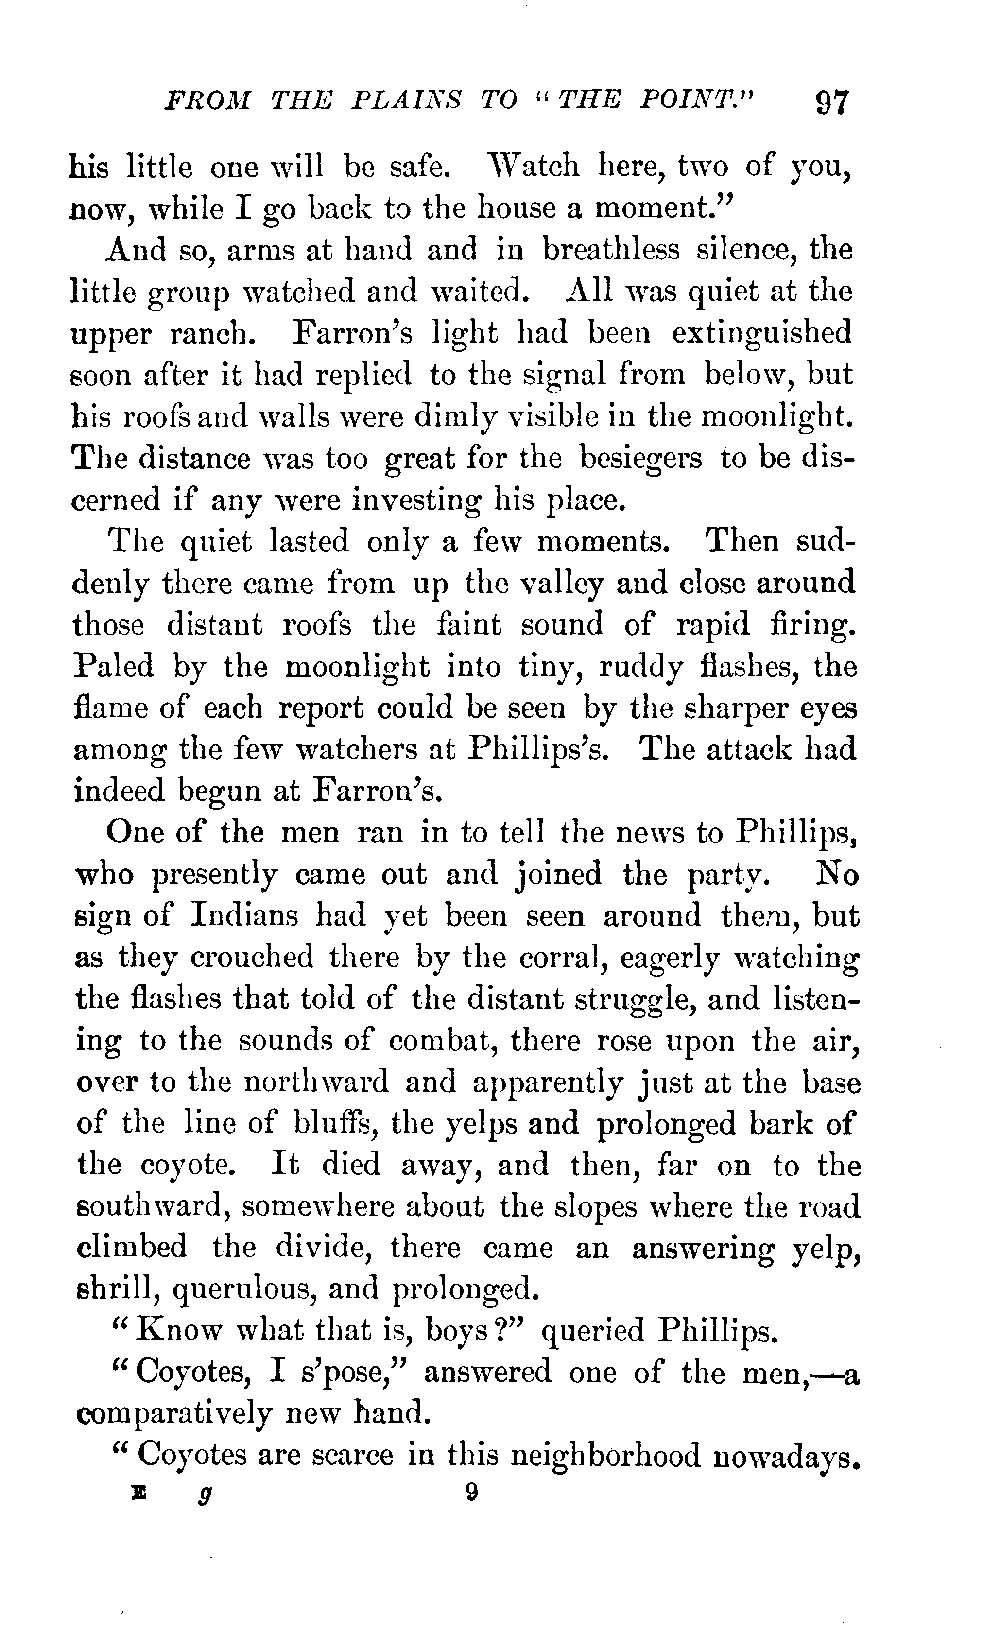 FROM THE PLAINS TO “THE POINT.” 97
his little one will be safe. Watch here, two of you,
now, while I go back to the house a moment.”
And so, arms at hand and in breathless silence, the
little group watched and waited. All was quiet at the
upper ranch. Farron’s light had been extinguished
soon after it had replied to the signal from below, but
his roofs and walls were dimly visible in the moonlight.
The distance was too great for the besiegers to be dis-
cerned if any were investing his place.
The quiet lasted only a few moments. Then sud-
denly there came from up the valley and close around
those distant roofs the faint sound of rapid firing.
Paled by the moonlight into tiny, ruddy flashes, the
flame of each report could be seen by the sharper eyes
among the few watchers at Phillips’s. The attack had
indeed begun at Farron’s.
One of the men ran in to tell the news to Phillips,
who presently came out and joined the party. No
sign of Indians had yet been seen around them, but
as they crouched there by the corral, eagerly watching
the flashes that told of the distant struggle, and listen-
ing to the sounds of combat, there rose upon the air,
over to the northward and apparently just at the base
of the line of bluffs, the yelps and prolonged bark of
the coyote. It died away, and then, far on to the
southward, somewhere about the slopes where the road
climbed the divide, there came an answering yelp,
shrill, querulous, and prolonged.
“Know what that is, boys?” queried Phillips.
“Coyotes, I s’pose,” answered one of the men,—a
comparatively new hand.
“Coyotes are scarce in this neighborhood nowadays.
E g 9